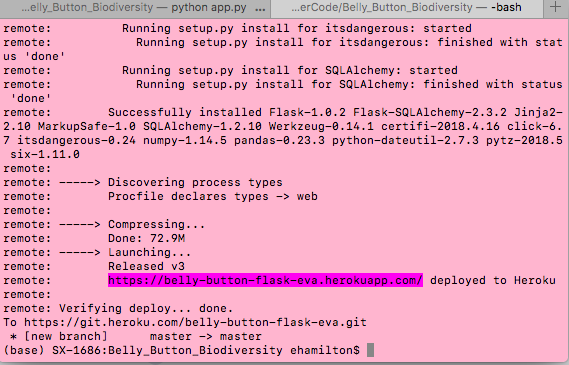 ...elly_Button_Biodiversity — python app.py ... ...erCode/Belly_Button_Biodiversity — -bash +
remote: Running setup.py install for itsdangerous: started
remote: Running setup.py install for itsdangerous: finished with stat
us 'done'
remote: Running setup.py install for SQLAlchemy: started
remote: Running setup.py install for SQLAlchemy: finished with status
'done'
remote: Successfully installed Flask-1.0.2 Flask-SQLAlchemy-2.3.2 Jinja2-
2.10 MarkupSafe-1.0 SQLAlchemy-1.2.10 Werkzeug-0.14.1 certifi-2018.4.16 click-6.
7 itsdangerous-0.24 numpy-1.14.5 pandas-0.23.3 python-dateutil-2.7.3 pytz-2018.5
six-1.11.0
remote:
remote: -----> Discovering process types
remote: Procfile declares types -> web
remote:
remote: -----> Compressing...
remote: Done: 72.9M
remote: -----> Launching...
remote: Released v3
remote: https://belly-button-flask-eva.herokuapp.com/ deployed to Heroku
remote:
remote: Verifying deploy... done.
To https://git.heroku.com/belly-button-flask-eva.git
* [new branch] master -> master
(base) SX-1686:Belly_Button_Biodiversity ehamilton$